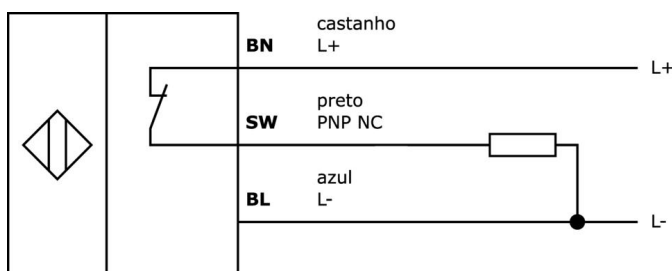 castanho
BN L+
L+
preto
SW PNP NC
azul
BL L-
L-